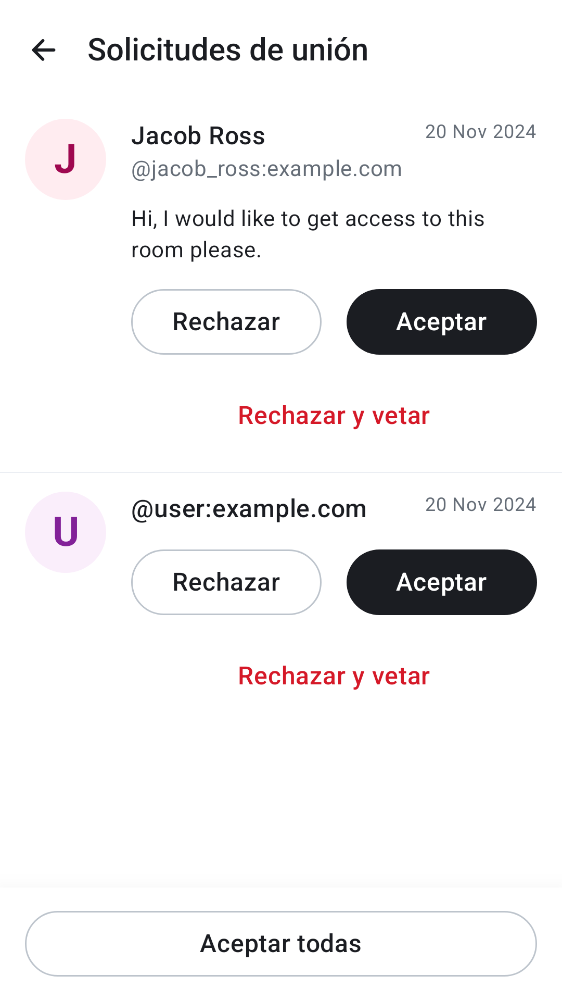 Solicitudes de unión
J
Jacob Ross
20 Nov 2024
@jacob_ross:example.com
Hi, I would like to get access to this
room please.
Rechazar
Aceptar
Rechazar y vetar
U
@user:example.com
20 Nov 2024
Rechazar
Aceptar
Rechazar y vetar
Aceptar todas